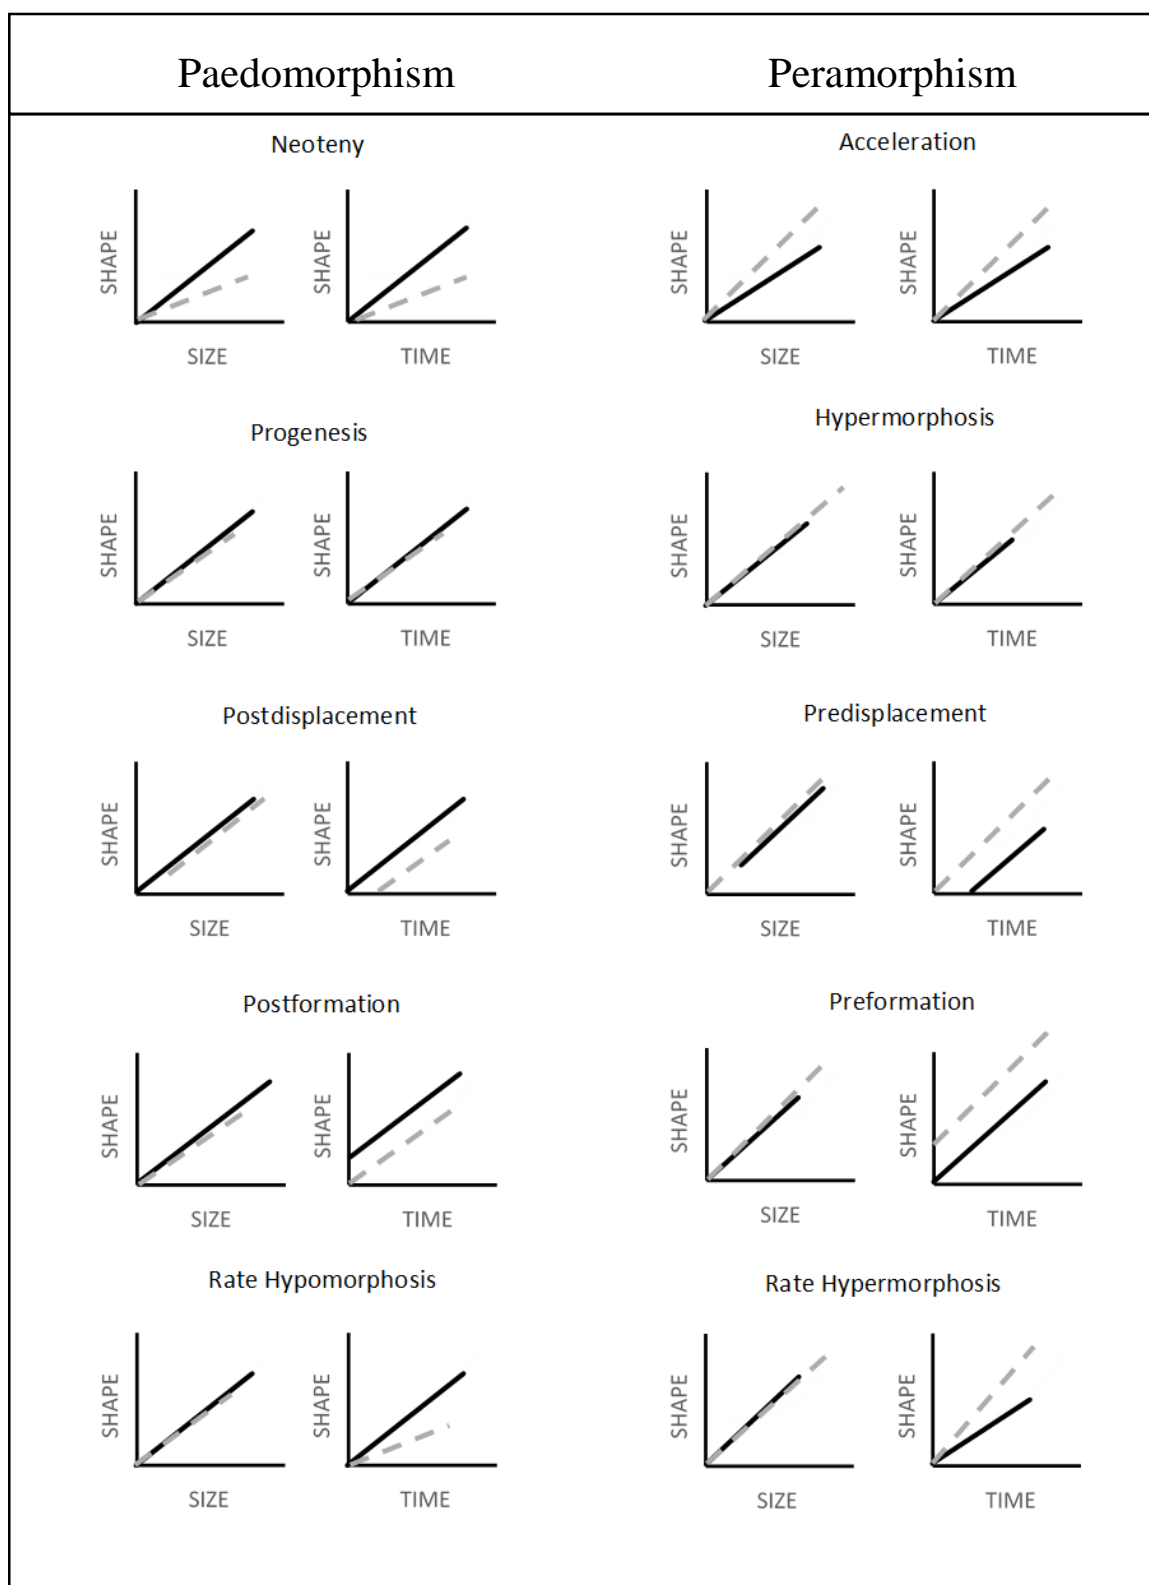 Paedomorphism Peramorphism
Neoteny Acceleration
SHAPE SHAPE SHAPE SHAPE
SIZE TIME SIZE TIME
Progenesis Hypermorphosis
SHAPE SHAPE SHAPE SHAPE
SIZE TIME SIZE TIME
Postdisplacement Predisplacement
SHAPE SHAPE SHAPE SHAPE
SIZE TIME SIZE TIME
Postformation Preformation
SHAPE SHAPE SHAPE SHAPE
SIZE TIME SIZE TIME
Rate Hypomorphosis Rate Hypermorphosis
SHAPE SHAPE SHAPE SHAPE
SIZE TIME SIZE TIME